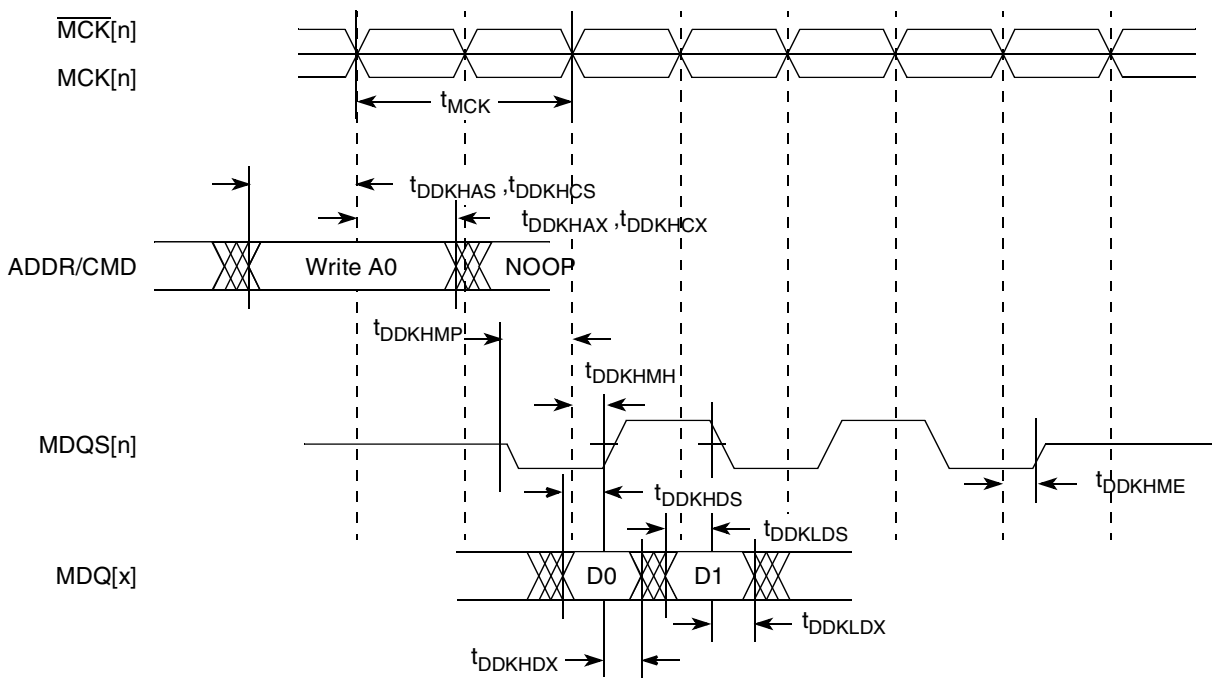 MCK[n]
MCK[n]
tMCK
tDDKHAS ,tDDKHCS
tDDKHAX ,tDDKHCX
ADDR/CMD
Write A0
NOOP
tDDKHMP
tDDKHMH
MDQS[n]
tDDKHDS
tDDKHME
tDDKLDS
MDQ[x]
D0
D1
tDDKLDX
tDDKHDX